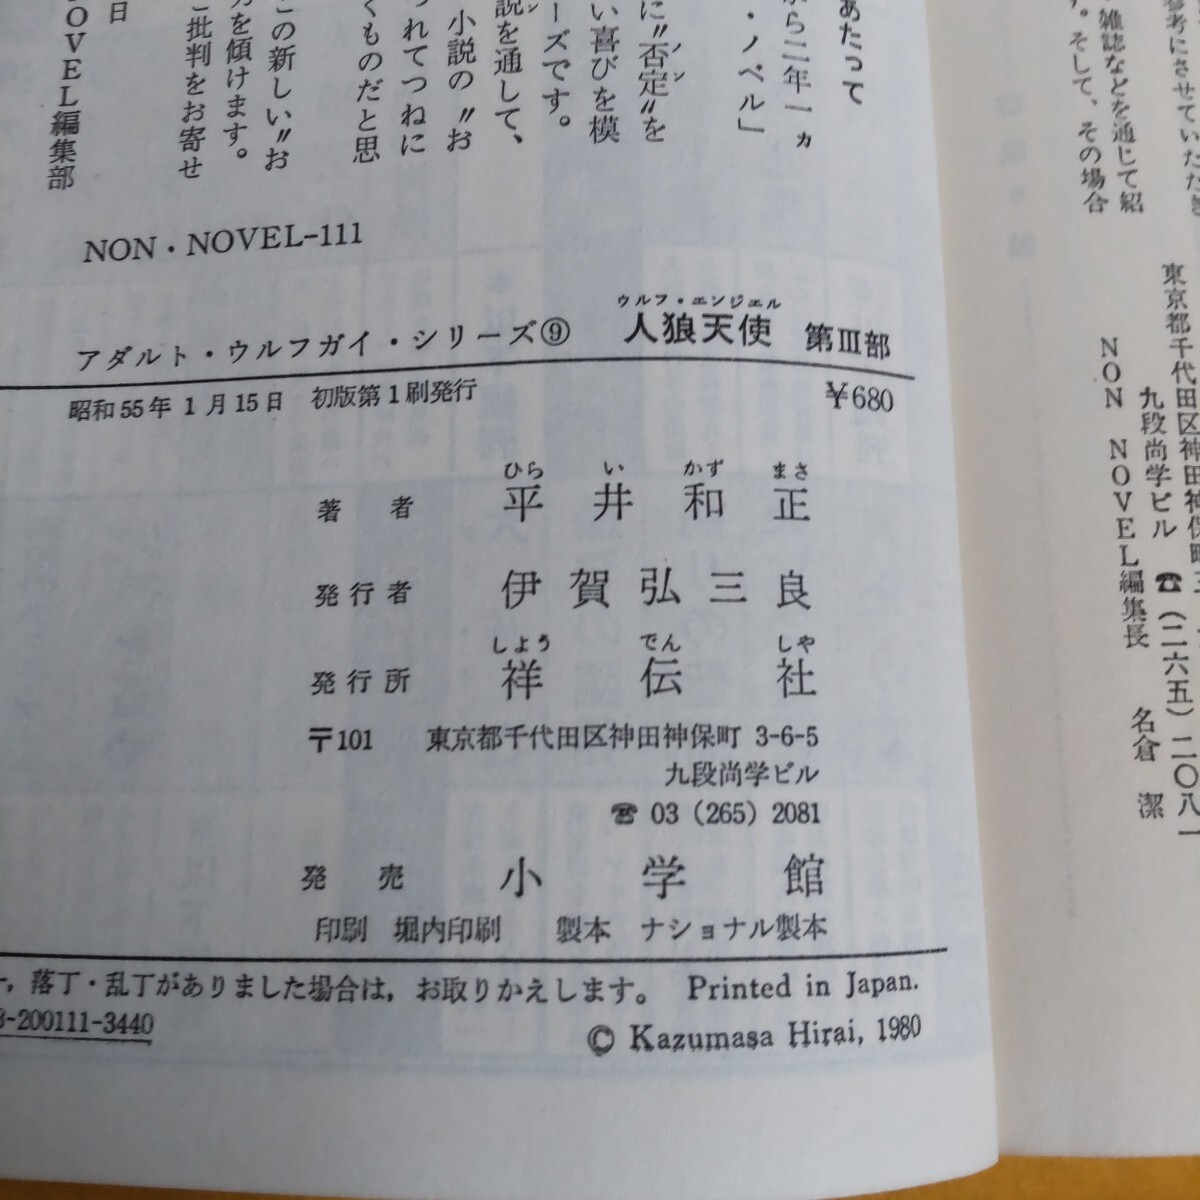 参考にさせていただき
雑誌などを通じて紹
す。そして、その場合
東京都千代田区神田神保町三
九段尚学ビル ☎(二六五)二〇八一
NON NOVEL編集長 名倉 潔
あたって
から二年一ヵ
・ノベル」
に〃否定〃を
ノン
い喜びを模
ーズです。
説を通して、
小説の〃お
られてつねに
くものだと思
この新しい〃お
力を傾けます。
ご批判をお寄せ
日
NOVEL編集部
NON・NOVEL-111
アダルト・ウルフガイ・シリーズ⑨ 人狼天使 第III部
ウルフ・エンジェル
昭和55年1月15日 初版第1刷発行 ¥680
ひら い かず まさ
著者 平井和正
発行者 伊賀弘三良
しよう でん しや
発行所 祥伝社
〒101 東京都千代田区神田神保町 3-6-5
九段尚学ビル
☎ 03 (265) 2081
発売 小学館
印刷 堀内印刷 製本 ナショナル製本
落丁・乱丁がありました場合は、お取りかえします。 Printed in Japan.
-200111-3440
© Kazumasa Hirai, 1980